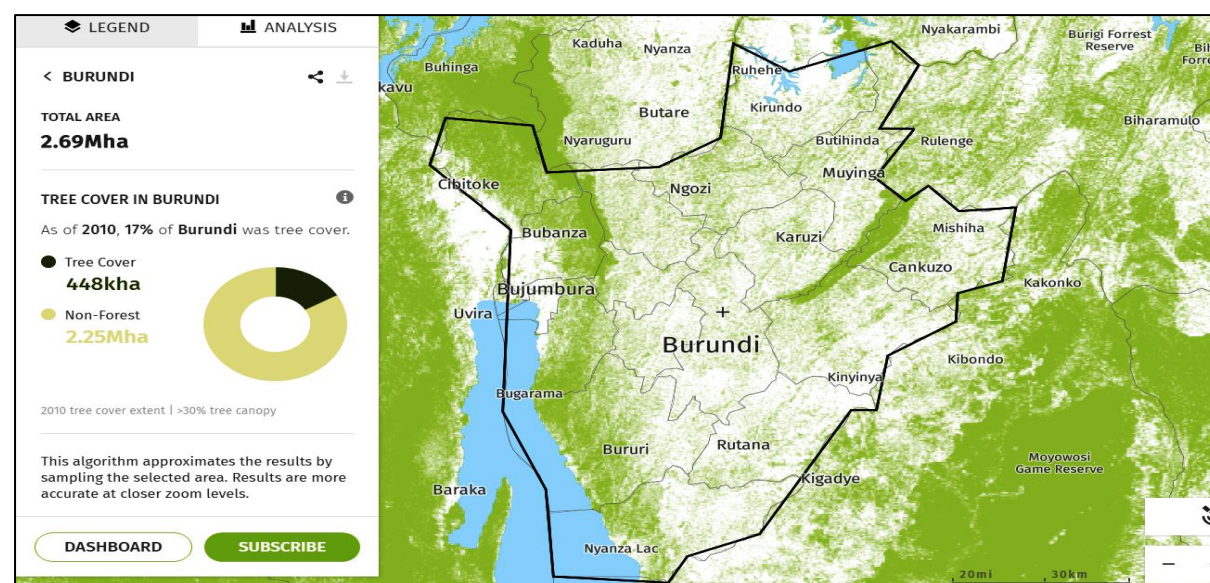 LEGEND
ANALYSIS
< BURUNDI
TOTAL AREA
2.69Mha
TREE COVER IN BURUNDI
As of 2010, 17% of Burundi was tree cover.
Tree Cover
448kha
Non-Forest
2.25Mha
2010 tree cover extent | >30% tree canopy
This algorithm approximates the results by
sampling the selected area. Results are more
accurate at closer zoom levels.
DASHBOARD
SUBSCRIBE
Kaduha
Nyanza
Nyakarambi
Burigi Forrest
Reserve
Buhinga
Ruhehe
kavu
Butare
Kirundo
Biharamulo
Nyaruguru
Butihinda
Rulenge
Muyinga
Cibitoke
Ngozi
Bubanza
Karuzi
Mishiha
Cankuzo
Bujumbura
Kakonko
Uvira
Burundi
Kibondo
Kinyinya
Bugarama
Bururi
Rutana
Moyowosi
Game Reserve
Kigadye
Baraka
Nyanza Lac
20mi
30km